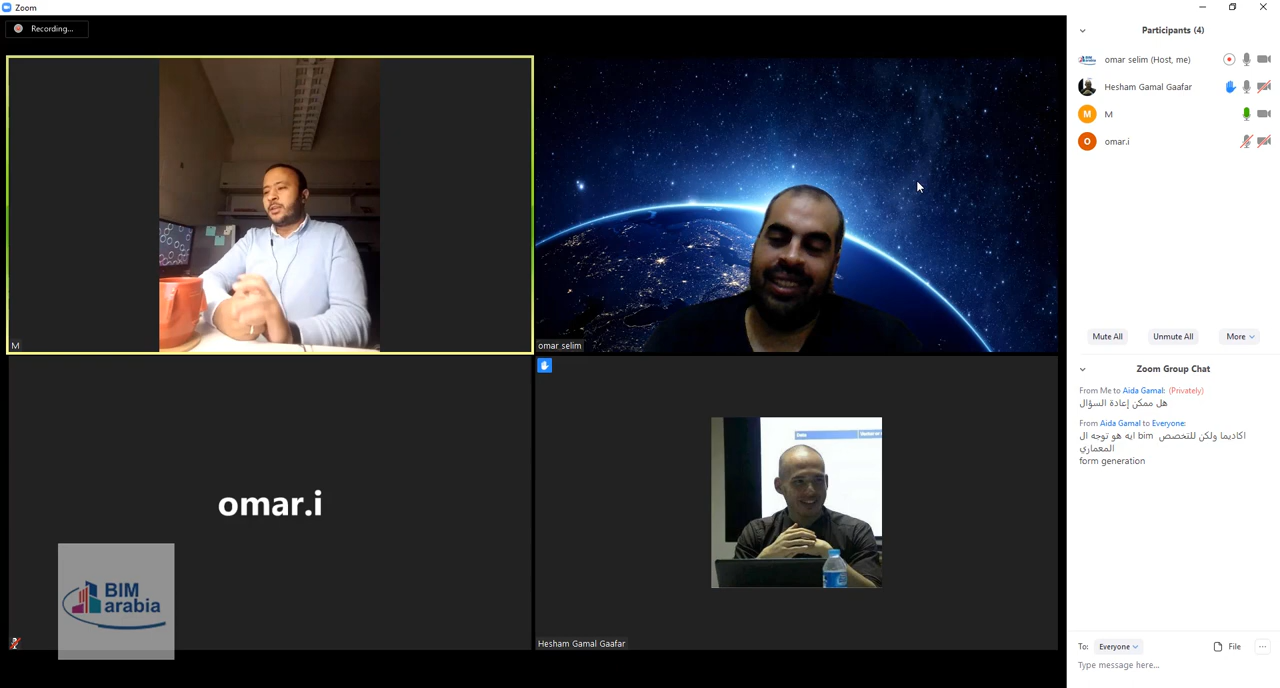 Zoom
Recording...
M
omar selim
omar.i
BIM
arabia
Hesham Gamal Gaafar
Participants (4)
omar selim (Host, me)
Hesham Gamal Gaafar
M
M
O
omar.i
Mute All
Unmute All
More
Zoom Group Chat
From Me to Aida Gamal: (Privately)
هل ممكن إعادة السؤال
From Aida Gamal to Everyone:
اكاديما ولكن للتخصص bim ايه هو توجه ال
المعماري
form generation
To: Everyone
File
Type message here...